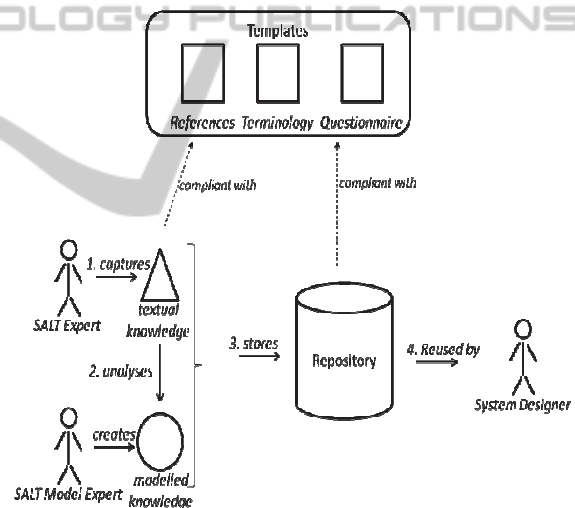 OLOGY PUBLICATIONS
Templates
References Terminology Questionnaire
compliant with
compliant with
1. captures
textual
knowledge
SALT Expert
2. analyses
3. stores
Repository
4. Reused by
System Designer
creates
modelled
knowledge
SALT Model Expert